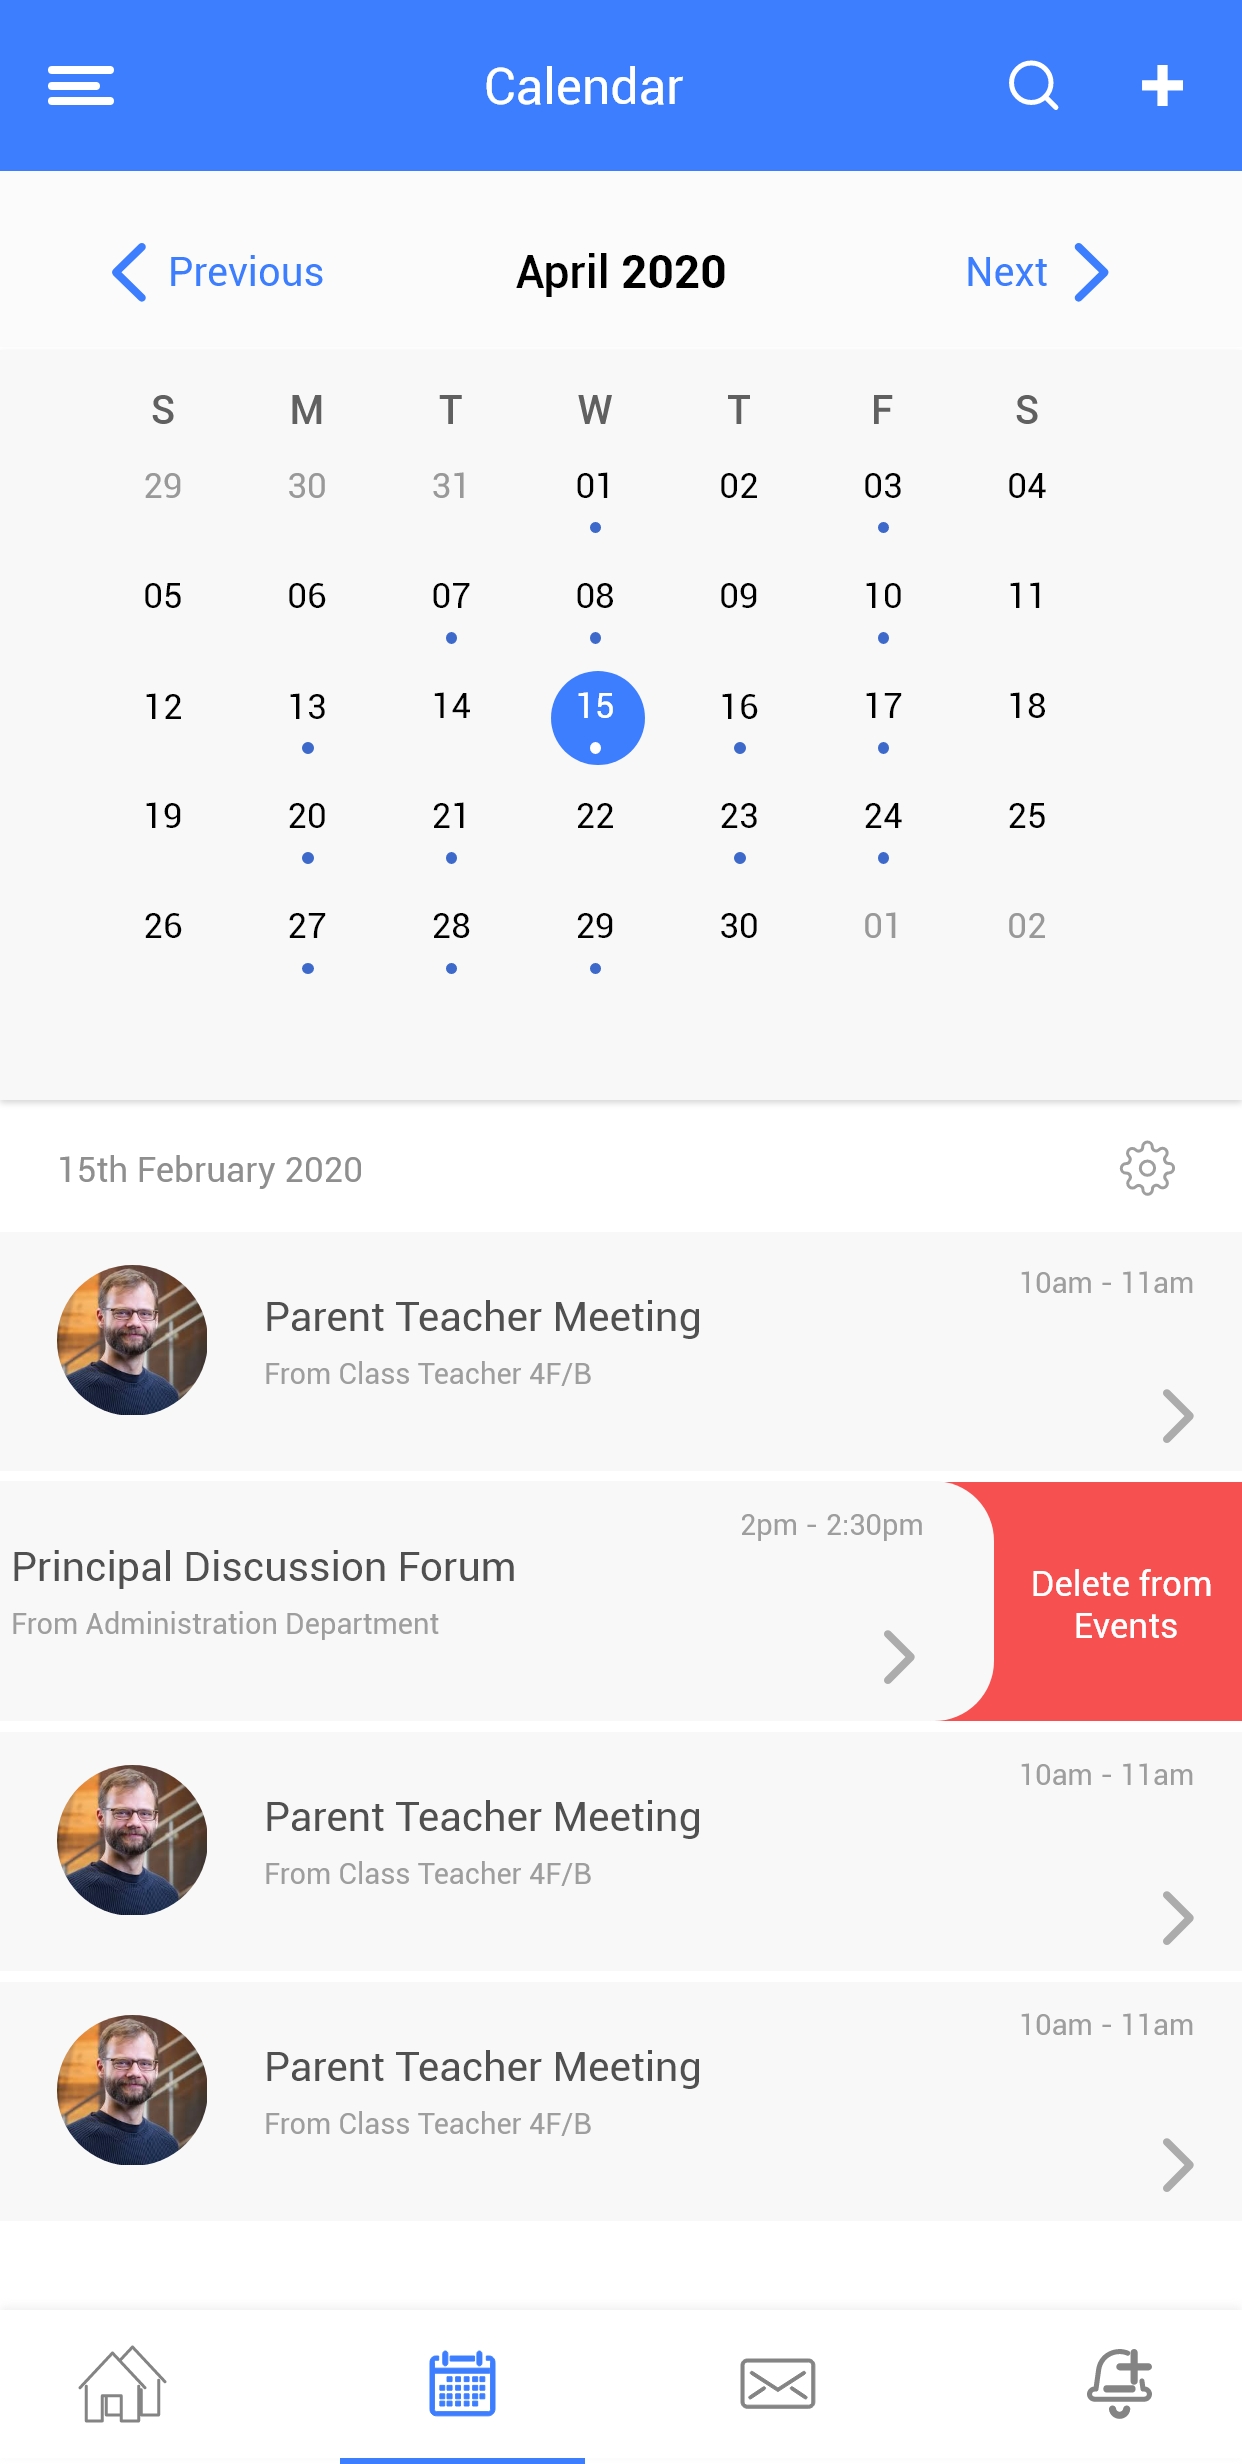 Calendar
Previous April 2020 Next
S M T W T F S
29 30 31 01 02 03 04
05 06 07 08 09 10 11
12 13 14 15 16 17 18
19 20 21 22 23 24 25
26 27 28 29 30 01 02
15th February 2020
10am - 11am
Parent Teacher Meeting
From Class Teacher 4F/B
2pm - 2:30pm
Principal Discussion Forum
From Administration Department
Delete from
Events
10am - 11am
Parent Teacher Meeting
From Class Teacher 4F/B
10am - 11am
Parent Teacher Meeting
From Class Teacher 4F/B